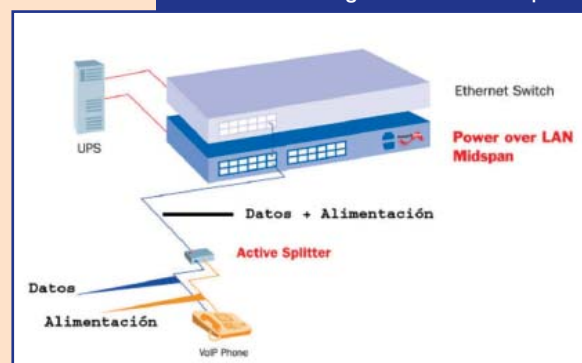 Ethernet Switch
UPS
Power over LAN
Midspan
Datos + Alimentación
Active Splitter
Datos
Alimentación
VoIP Phone